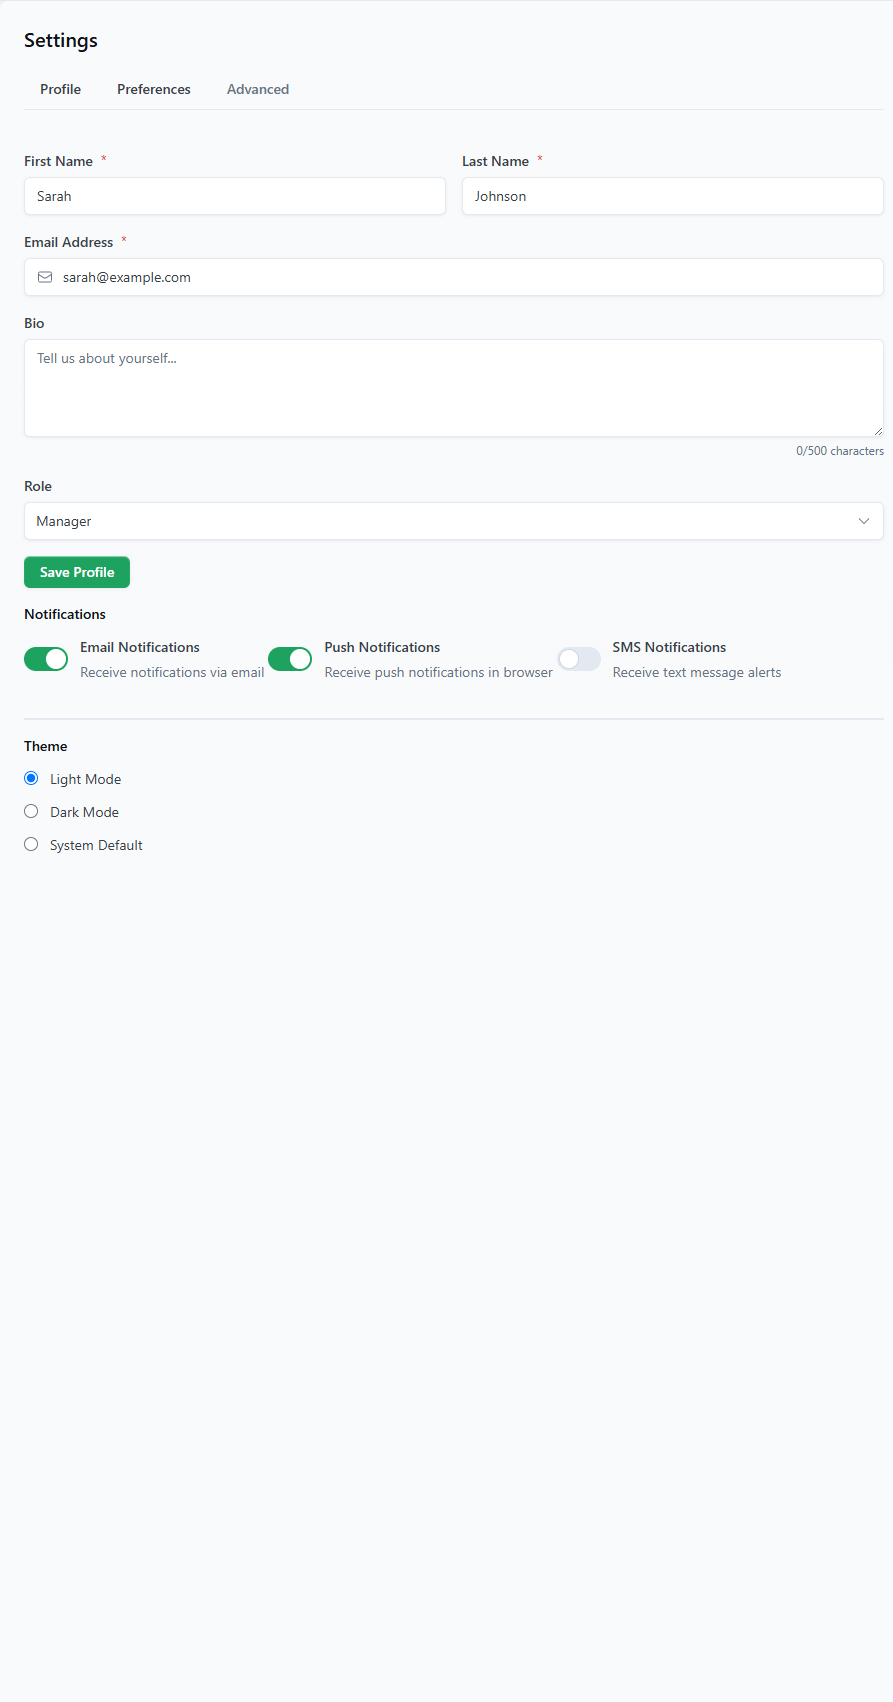 Settings
Profile Preferences Advanced
First Name * Last Name *
Sarah Johnson
Email Address *
sarah@example.com
Bio
Tell us about yourself...
0/500 characters
Role
Manager
Save Profile
Notifications
Email Notifications Push Notifications SMS Notifications
Receive notifications via email Receive push notifications in browser Receive text message alerts
Theme
Light Mode
Dark Mode
System Default